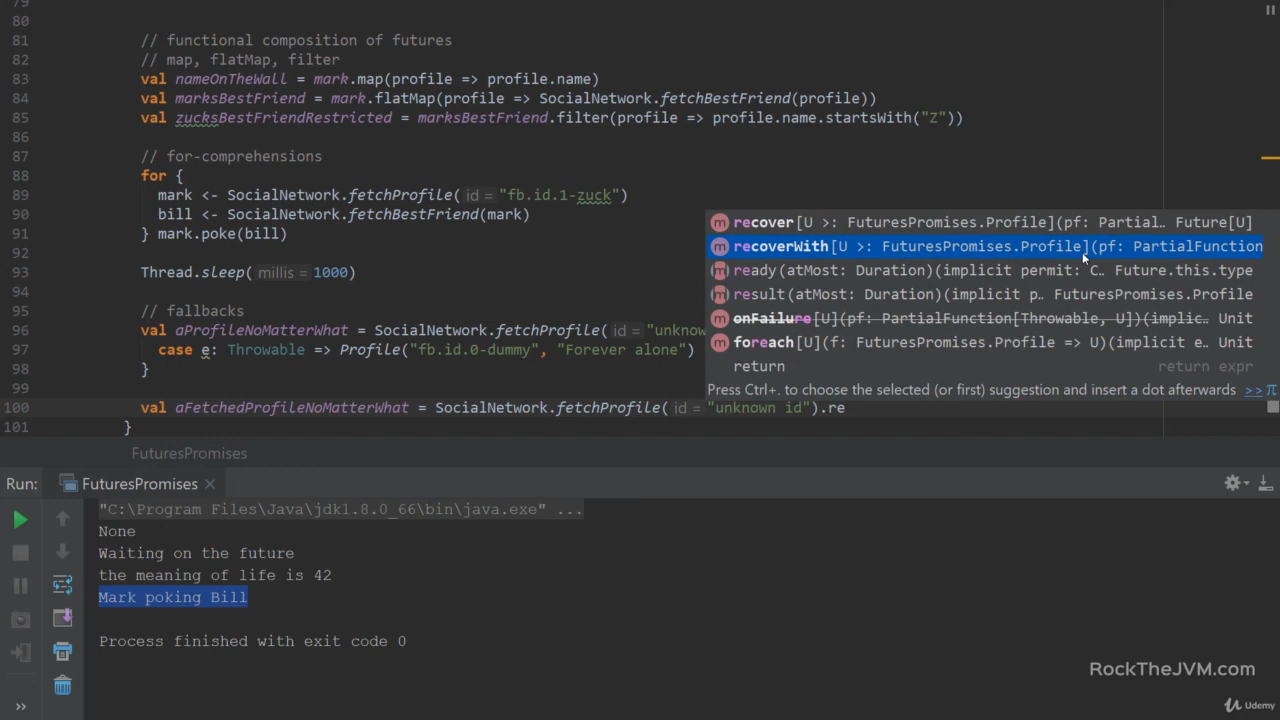 79
80
81 // functional composition of futures
82 // map, flatMap, filter
83 val nameOnTheWall = mark.map(profile => profile.name)
84 val marksBestFriend = mark.flatMap(profile => SocialNetwork.fetchBestFriend(profile))
85 val zucksBestFriendRestricted = marksBestFriend.filter(profile => profile.name.startsWith("Z"))
86
87 // for-comprehensions
88 for {
89 mark <- SocialNetwork.fetchProfile( id = "fb.id.1-zuck")
90 bill <- SocialNetwork.fetchBestFriend(mark)
91 } mark.poke(bill)
92
93 Thread.sleep( millis = 1000)
94
95 // fallbacks
96 val aProfileNoMatterWhat = SocialNetwork.fetchProfile( id = "unknow
97 case e: Throwable => Profile("fb.id.0-dummy", "Forever alone")
98 }
99
100 val aFetchedProfileNoMatterWhat = SocialNetwork.fetchProfile( id = "unknown id").re
101 }
recover[U >: FuturesPromises.Profile](pf: Partial… Future[U]
recoverWith[U >: FuturesPromises.Profile](pf: PartialFunction
ready(atMost: Duration)(implicit permit: C… Future.this.type
result(atMost: Duration)(implicit p… FuturesPromises.Profile
onFailure[U](pf: PartialFunction[Throwable, U])(implic… Unit
foreach[U](f: FuturesPromises.Profile => U)(implicit e… Unit
return return expr
Press Ctrl+. to choose the selected (or first) suggestion and insert a dot afterwards >> π
FuturesPromises
Run: FuturesPromises
"C:\Program Files\Java\jdk1.8.0_66\bin\java.exe" ...
None
Waiting on the future
the meaning of life is 42
Mark poking Bill
Process finished with exit code 0
RockTheJVM.com
Udemy